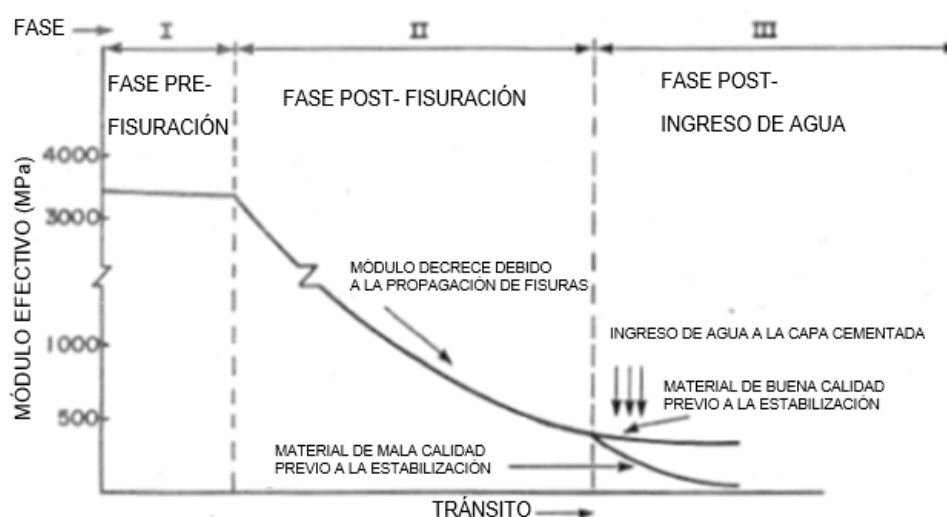 FASE I II III
FASE PRE-
FISURACIÓN
FASE POST- FISURACIÓN
FASE POST-
INGRESO DE AGUA
MÓDULO EFECTIVO (MPa)
4000
3000
1000
500
MÓDULO DECRECE DEBIDO
A LA PROPAGACIÓN DE FISURAS
INGRESO DE AGUA A LA CAPA CEMENTADA
MATERIAL DE BUENA CALIDAD
PREVIO A LA ESTABILIZACIÓN
MATERIAL DE MALA CALIDAD
PREVIO A LA ESTABILIZACIÓN
TRÁNSITO